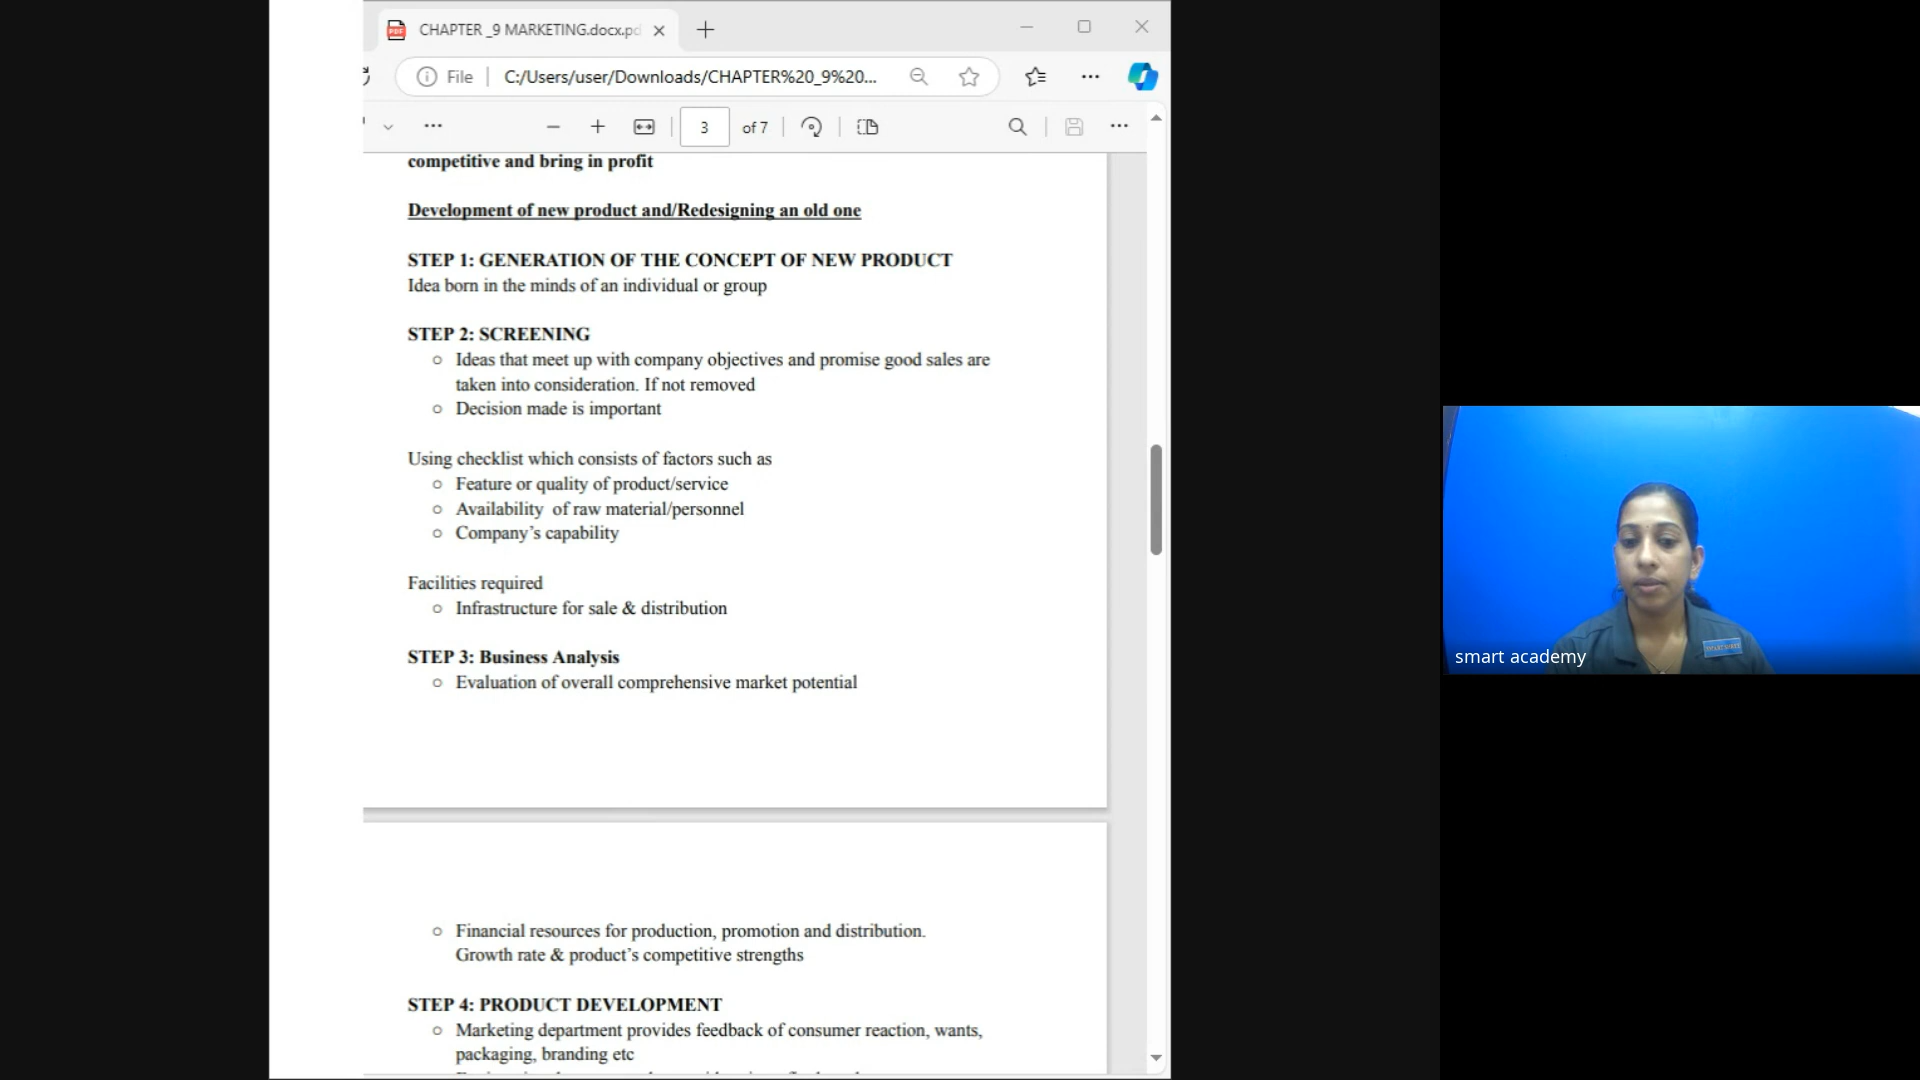 CHAPTER _9 MARKETING.docx.pd
File
C:/Users/user/Downloads/CHAPTER%20_9%20...
3
of 7
competitive and bring in profit
Development of new product and/Redesigning an old one
STEP 1: GENERATION OF THE CONCEPT OF NEW PRODUCT
Idea born in the minds of an individual or group
STEP 2: SCREENING
Ideas that meet up with company objectives and promise good sales are
taken into consideration. If not removed
Decision made is important
Using checklist which consists of factors such as
Feature or quality of product/service
Availability of raw material/personnel
Company's capability
Facilities required
Infrastructure for sale & distribution
STEP 3: Business Analysis
Evaluation of overall comprehensive market potential
Financial resources for production, promotion and distribution.
Growth rate & product's competitive strengths
STEP 4: PRODUCT DEVELOPMENT
Marketing department provides feedback of consumer reaction, wants,
packaging, branding etc
smart academy